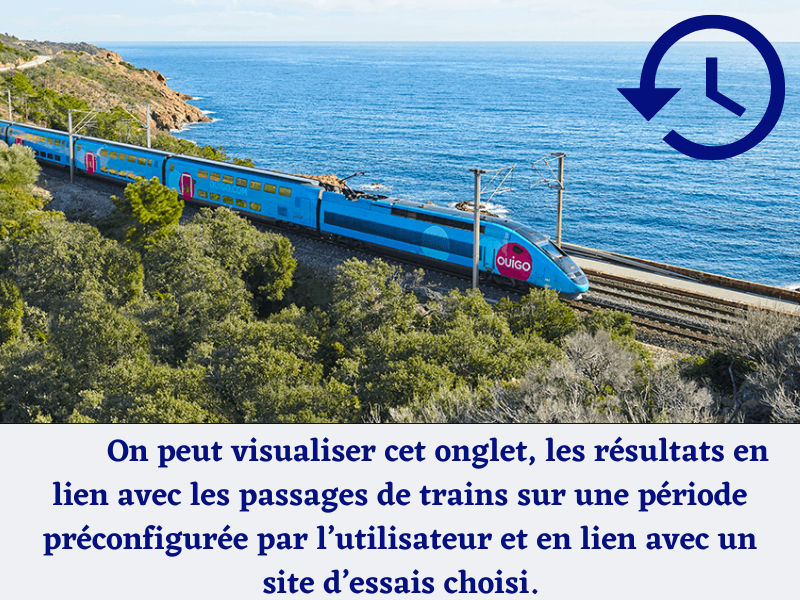 OUIGO
On peut visualiser cet onglet, les résultats en
lien avec les passages de trains sur une période
préconfigurée par l’utilisateur et en lien avec un
site d’essais choisi.